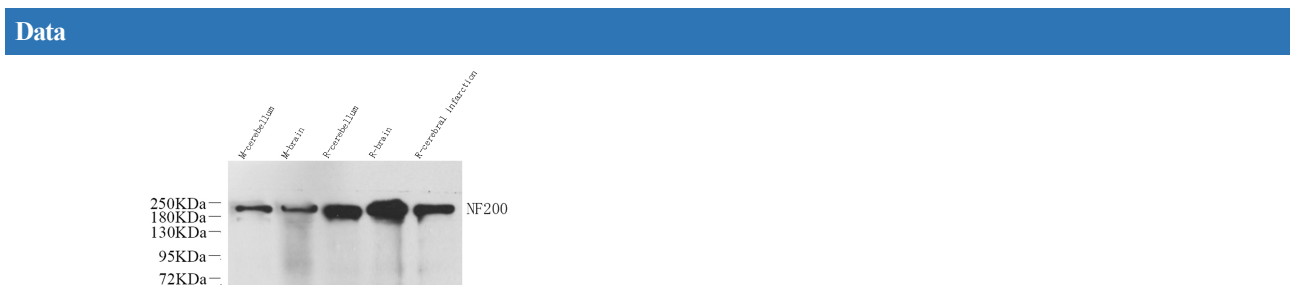 Data
M-cerebellum
M-brain
R-cerebellum
R-brain
R-cerebral infarction
250KDa
180KDa
130KDa
95KDa
72KDa
NF200